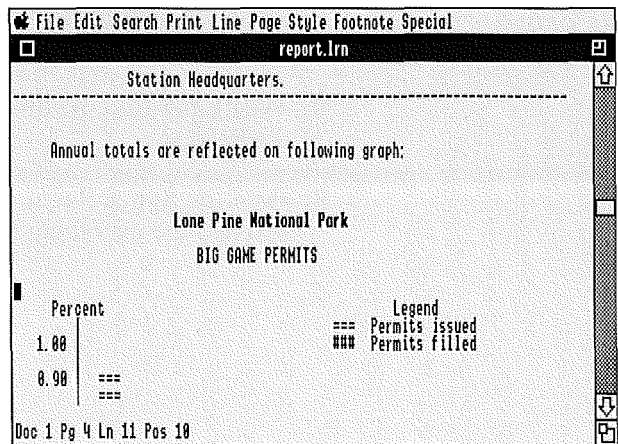 File Edit Search Print Line Page Style Footnote Special
report.lrn
Station Headquarters.
Annual totals are reflected on following graph:
Lone Pine National Park
BIG GAME PERMITS
Percent Legend
=== Permits issued
1.00 ### Permits filled
0.90 ===
===
Doc 1 Pg 4 Ln 11 Pos 10